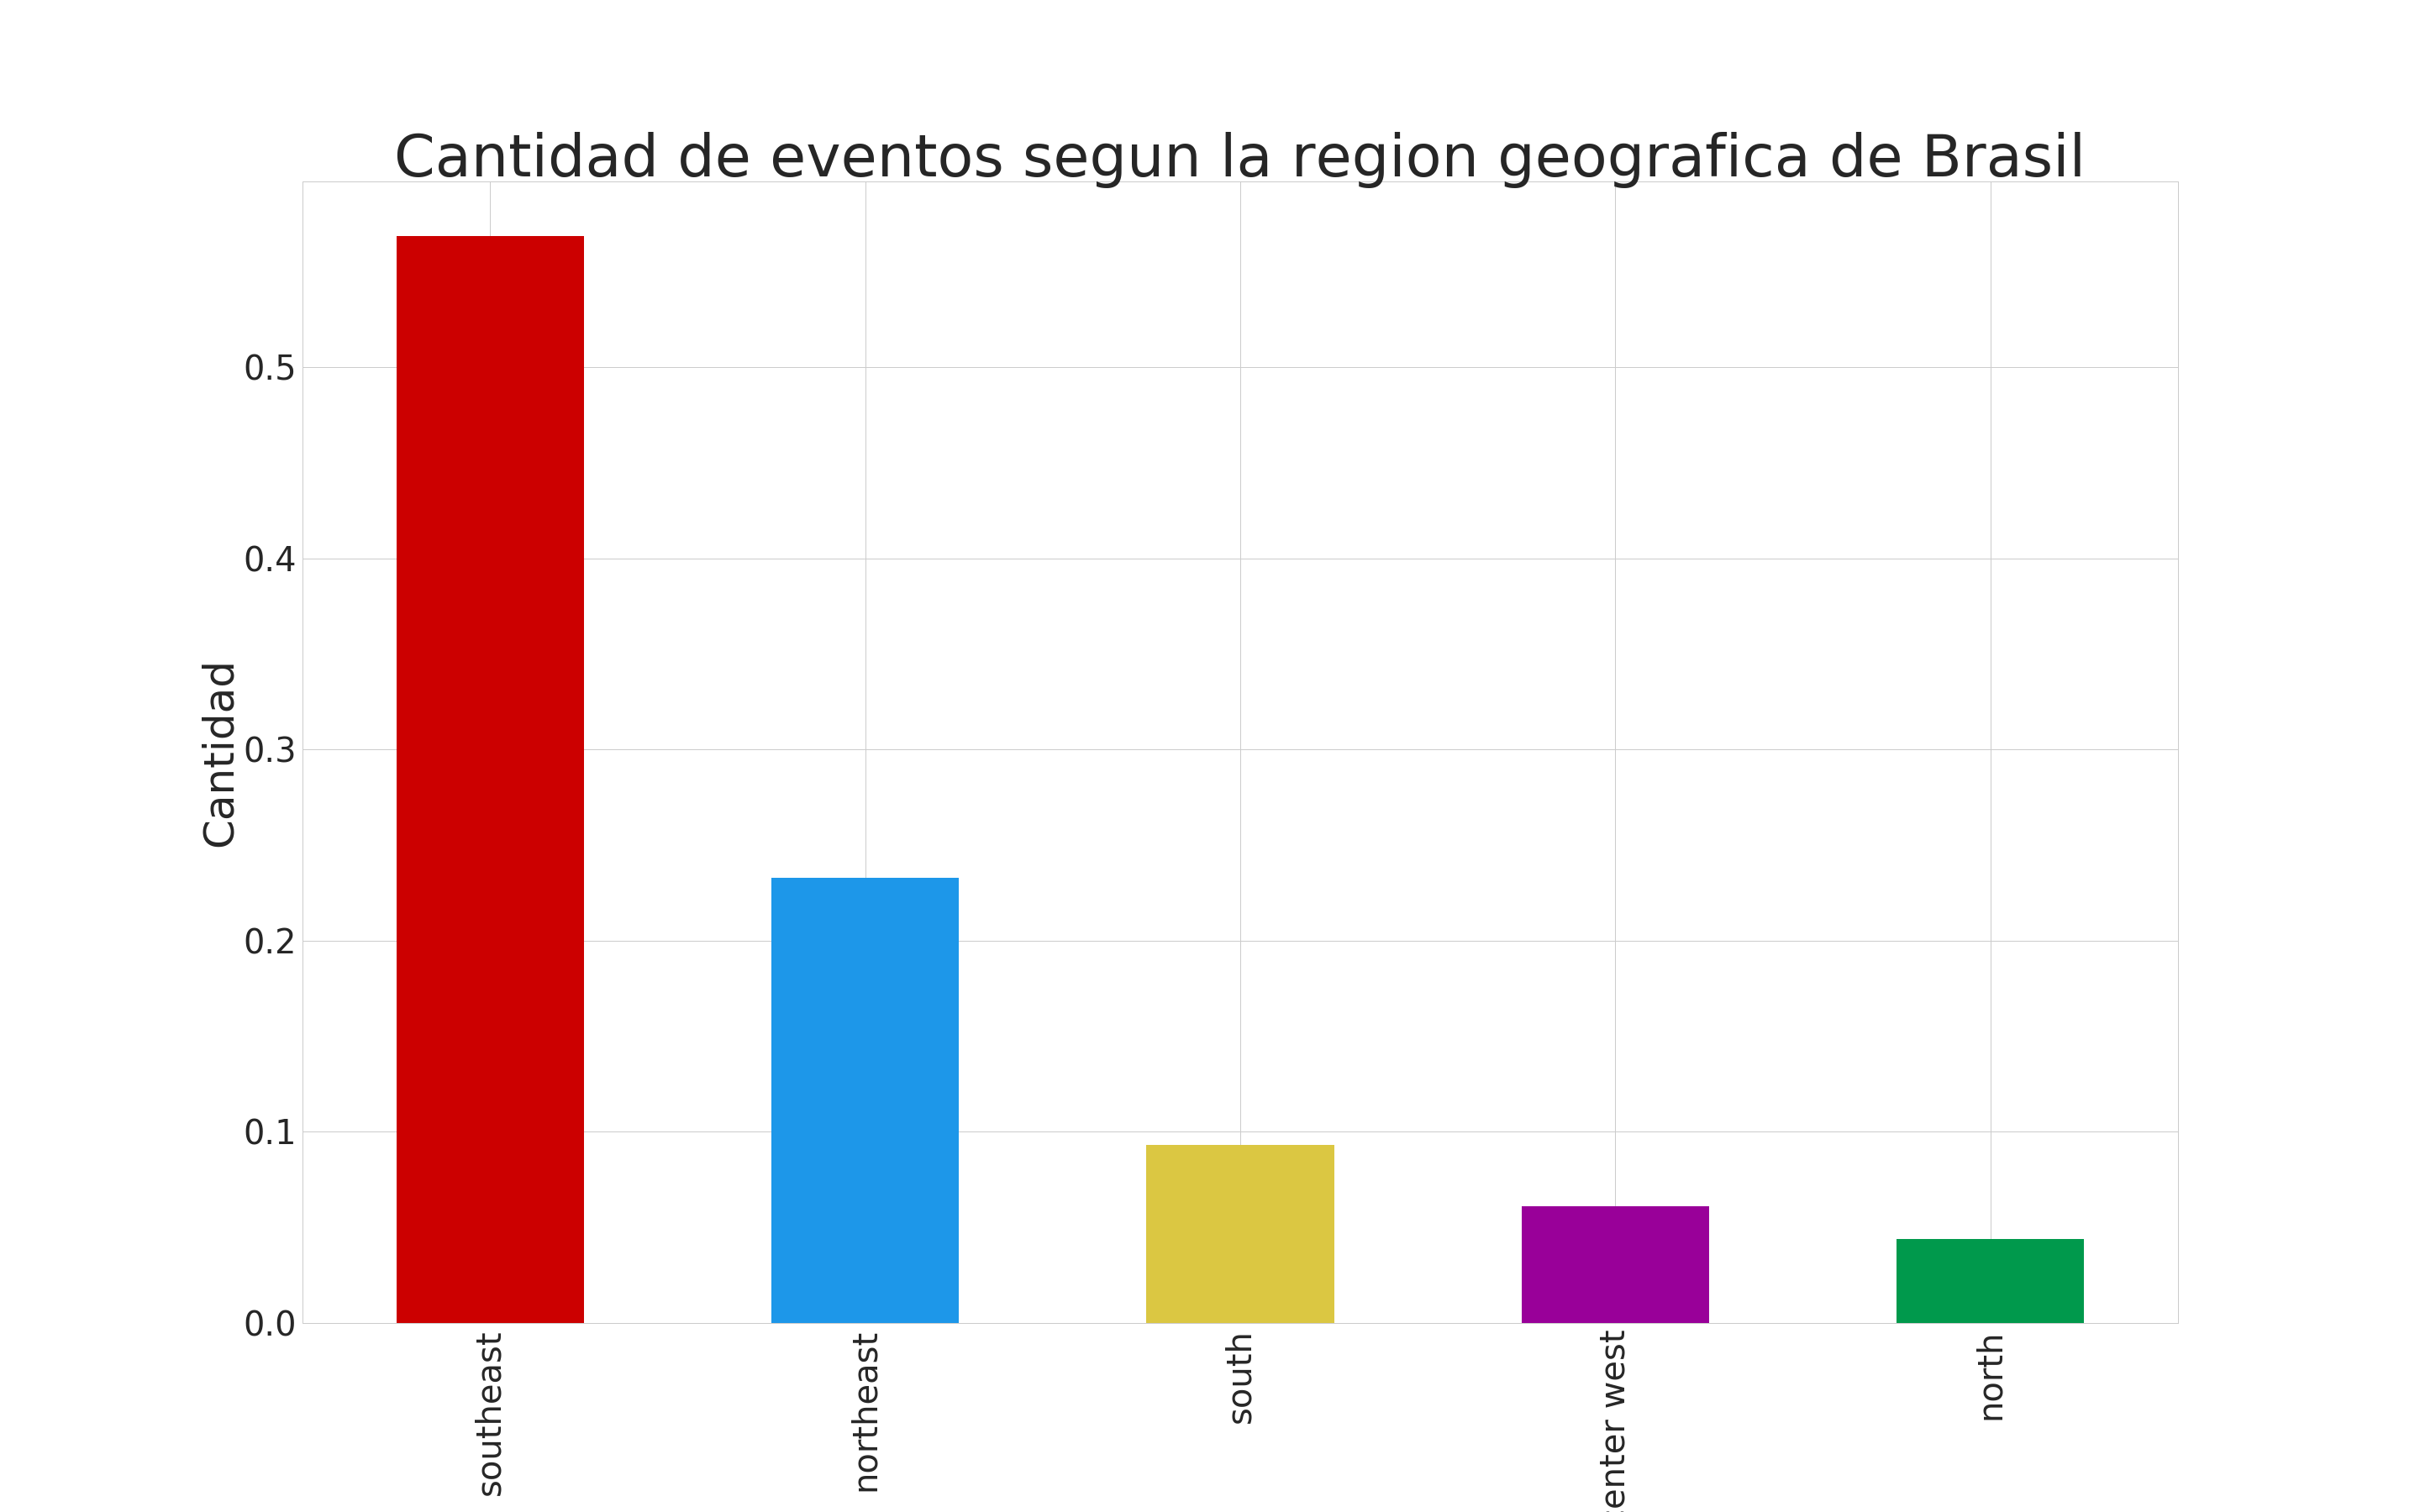 Cantidad de eventos segun la region geografica de Brasil
Cantidad
0.5
0.4
0.3
0.2
0.1
0.0
southeast
northeast
south
enter west
north